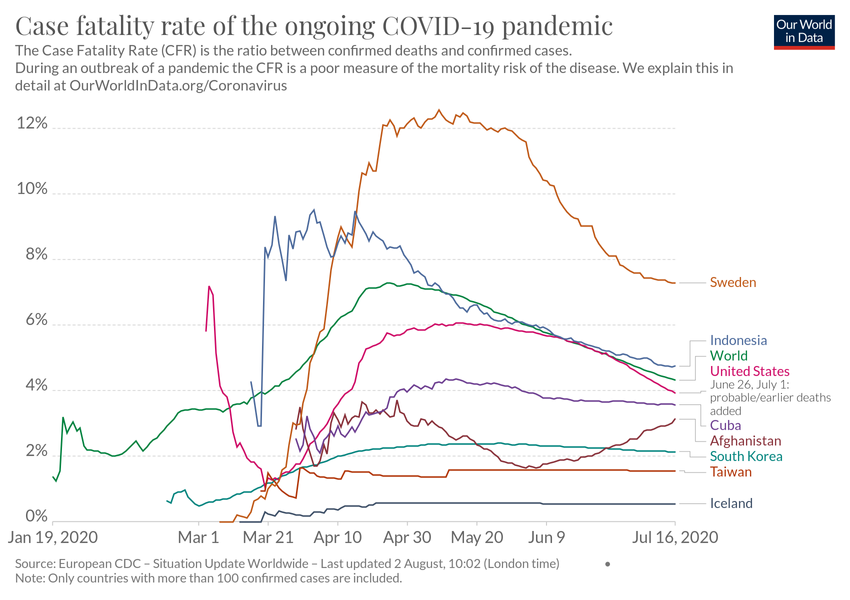 Case fatality rate of the ongoing COVID-19 pandemic
Our World
in Data
The Case Fatality Rate (CFR) is the ratio between confirmed deaths and confirmed cases.
During an outbreak of a pandemic the CFR is a poor measure of the mortality risk of the disease. We explain this in
detail at OurWorldInData.org/Coronavirus
12%
10%
8%
6%
4%
2%
0%
Sweden
Indonesia
World
United States
June 26, July 1:
probable/earlier deaths
added
Cuba
Afghanistan
South Korea
Taiwan
Iceland
Jan 19, 2020
Mar 1
Mar 21
Apr 10
Apr 30
May 20
Jun 9
Jul 16, 2020
Source: European CDC – Situation Update Worldwide – Last updated 2 August, 10:02 (London time)
Note: Only countries with more than 100 confirmed cases are included.